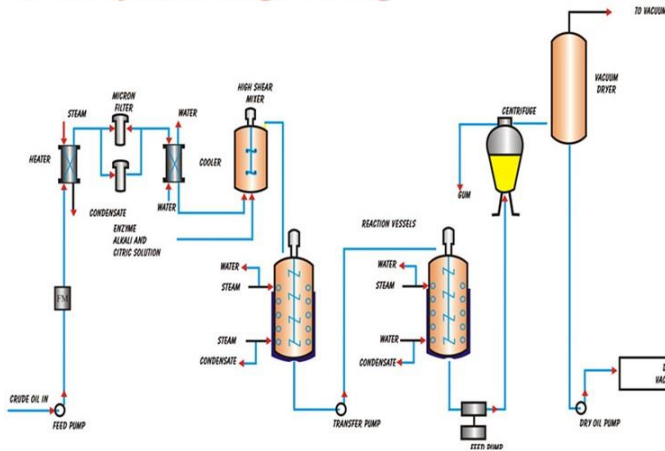 TO VACUUM
VACUUM
DRYER
CENTRIFUGE
HIGH SHEAR
MIXER
MICRON
FILTER
STEAM
WATER
HEATER
COOLER
WATER
GUM
CONDENSATE
ENZYME
ALKALI AND
CITRIC SOLUTION
REACTION VESSELS
WATER
STEAM
WATER
STEAM
FM
STEAM
CONDENSATE
WATER
CONDENSATE
CRUDE OIL IN
FEED PUMP
TRANSFER PUMP
FEED PUMP
DRY OIL PUMP